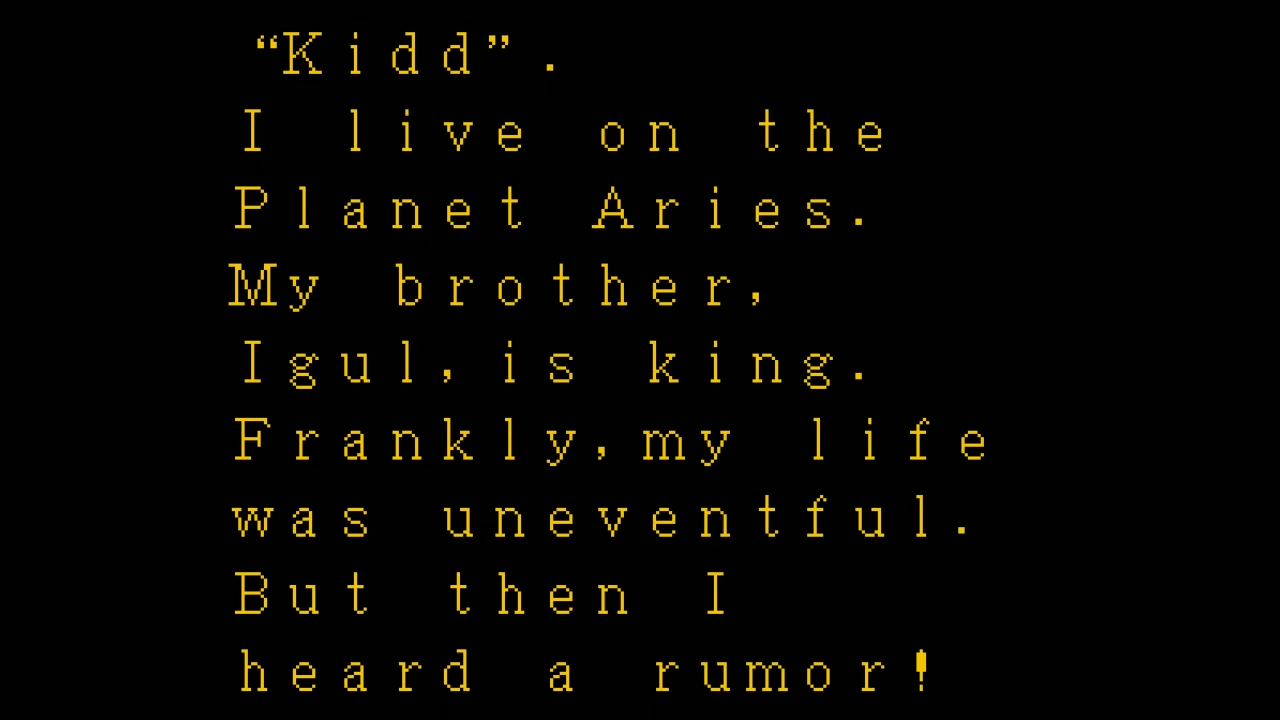 “Kidd”.
I live on the
Planet Aries.
My brother,
Igul, is king.
Frankly, my life
was uneventful.
But then I
heard a rumor!